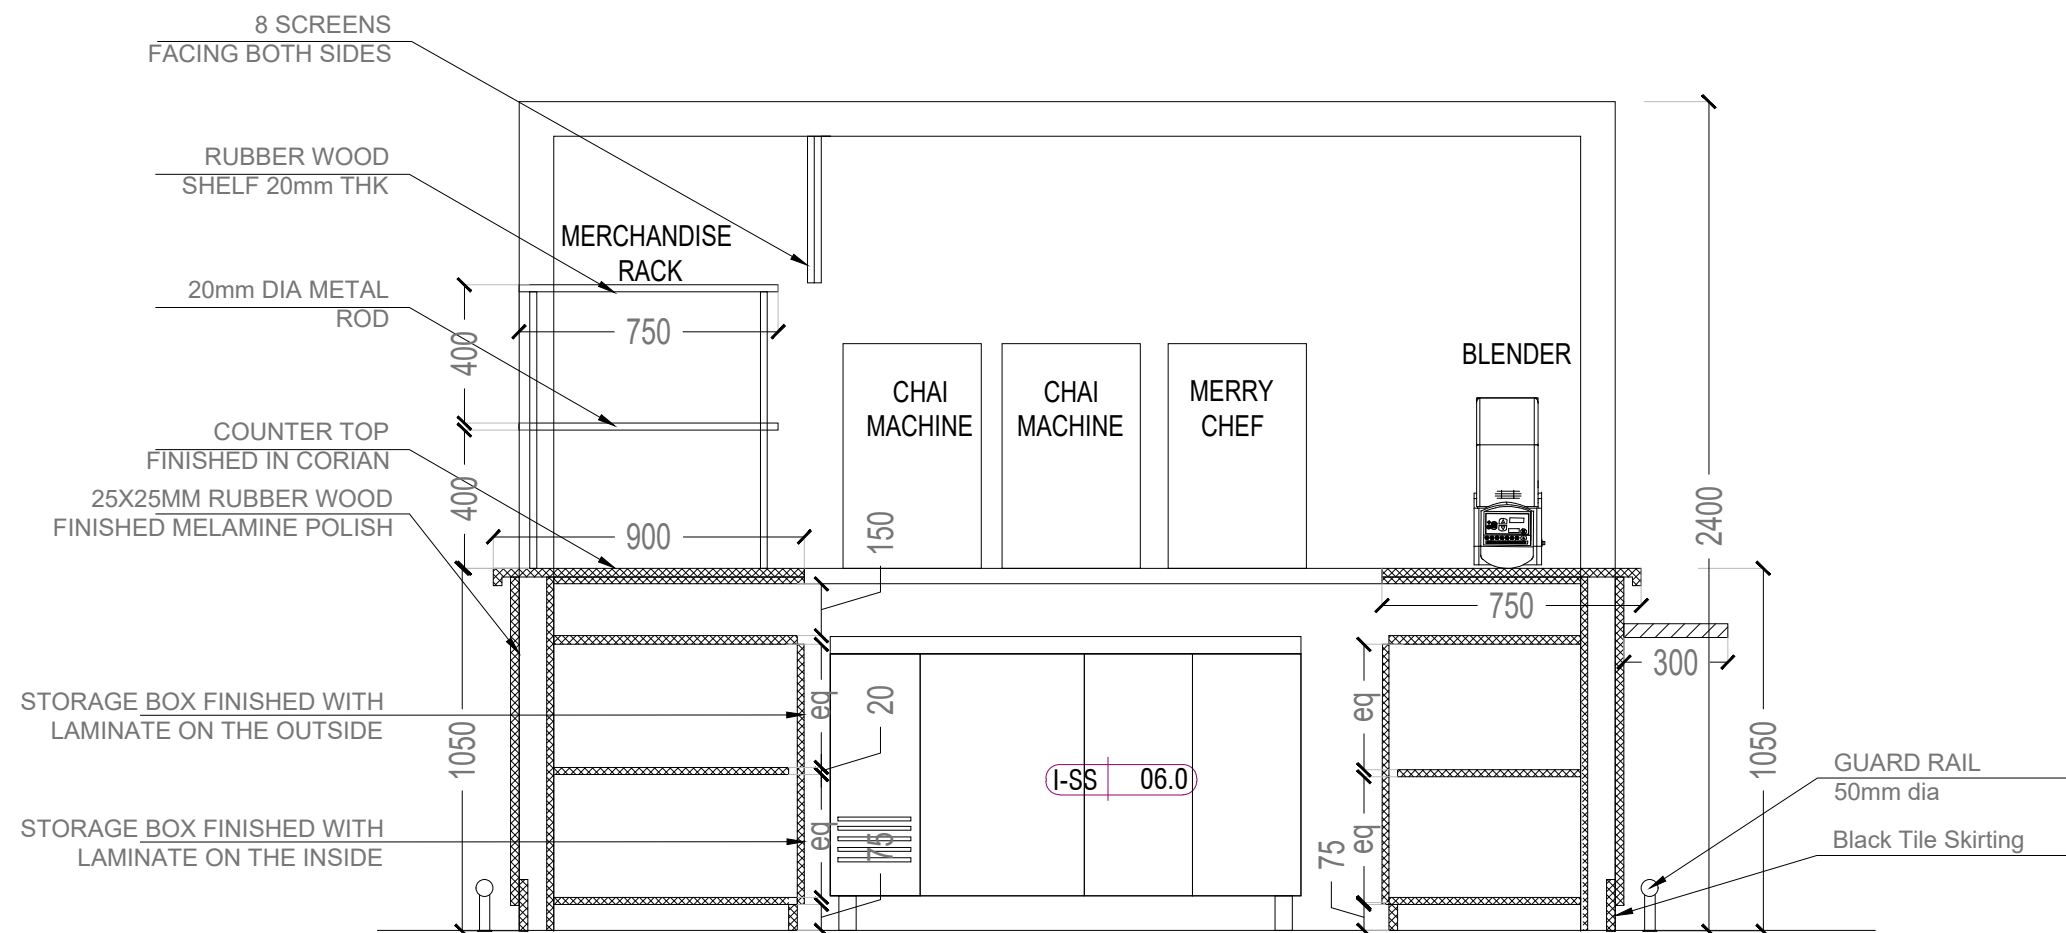 8 SCREENS
FACING BOTH SIDES
RUBBER WOOD
SHELF 20mm THK
MERCHANDISE
RACK
20mm DIA METAL
ROD
750
400
BLENDER
CHAI
MACHINE
CHAI
MACHINE
MERRY
CHEF
COUNTER TOP
FINISHED IN CORIAN
25X25MM RUBBER WOOD
FINISHED MELAMINE POLISH
400
900
150
2400
750
300
STORAGE BOX FINISHED WITH
LAMINATE ON THE OUTSIDE
eq
20
eq
1050
1050
I-SS 06.0
GUARD RAIL
50mm dia
STORAGE BOX FINISHED WITH
LAMINATE ON THE INSIDE
eq
75
75
eq
Black Tile Skirting